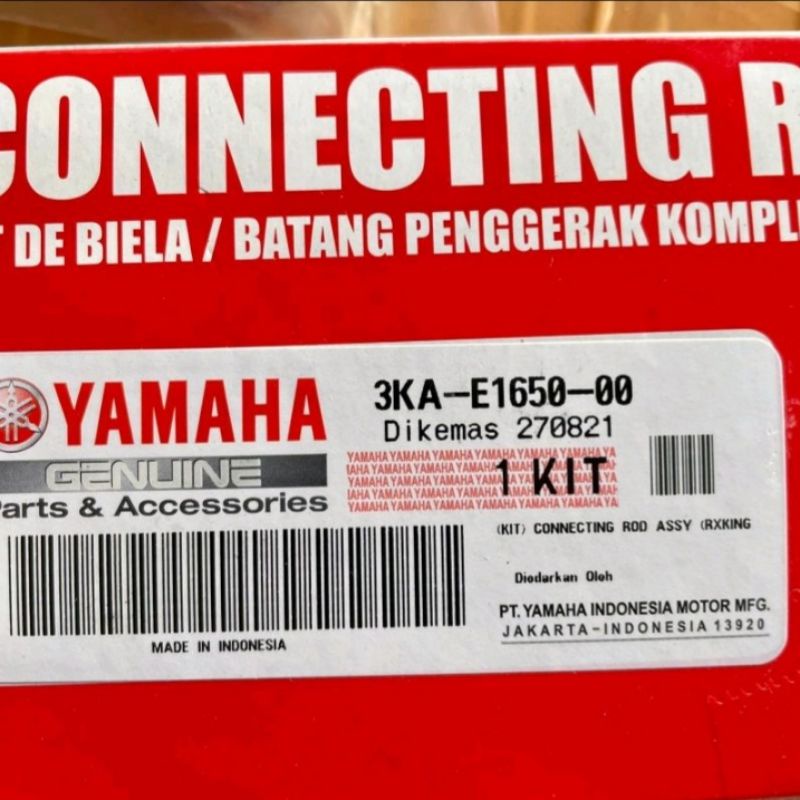 CONNECTING R
T DE BIELA / BATANG PENGGERAK KOMPLE
YAMAHA
GENUINE
Parts & Accessories
3KA-E1650-00
Dikemas 270821
1 KIT
(KIT) CONNECTING ROD ASSY (RXKING
Diedarkan Oleh
PT. YAMAHA INDONESIA MOTOR MFG.
JAKARTA-INDONESIA 13920
MADE IN INDONESIA